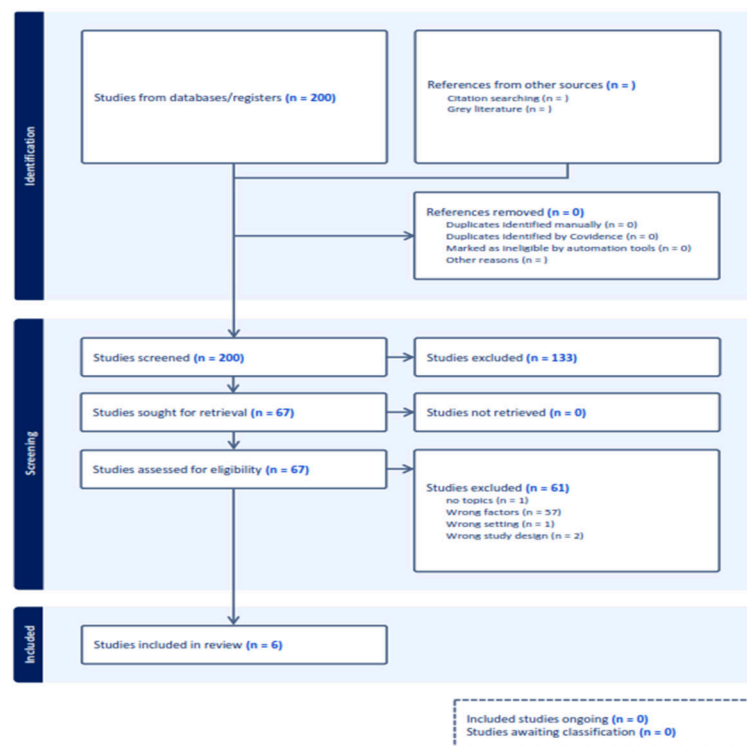 Identification
Studies from databases/registers (n = 200)
References from other sources (n = )
Citation searching (n = )
Grey literature (n = )
References removed (n = 0)
Duplicates identified manually (n = 0)
Duplicates identified by Covidence (n = 0)
Marked as ineligible by automation tools (n = 0)
Other reasons (n = )
Screening
Studies screened (n = 200)
Studies excluded (n = 133)
Studies sought for retrieval (n = 67)
Studies not retrieved (n = 0)
Studies assessed for eligibility (n = 67)
Studies excluded (n = 61)
no topics (n = 1)
Wrong factors (n = 57)
Wrong setting (n = 1)
Wrong study design (n = 2)
Included
Studies included in review (n = 6)
Included studies ongoing (n = 0)
Studies awaiting classification (n = 0)